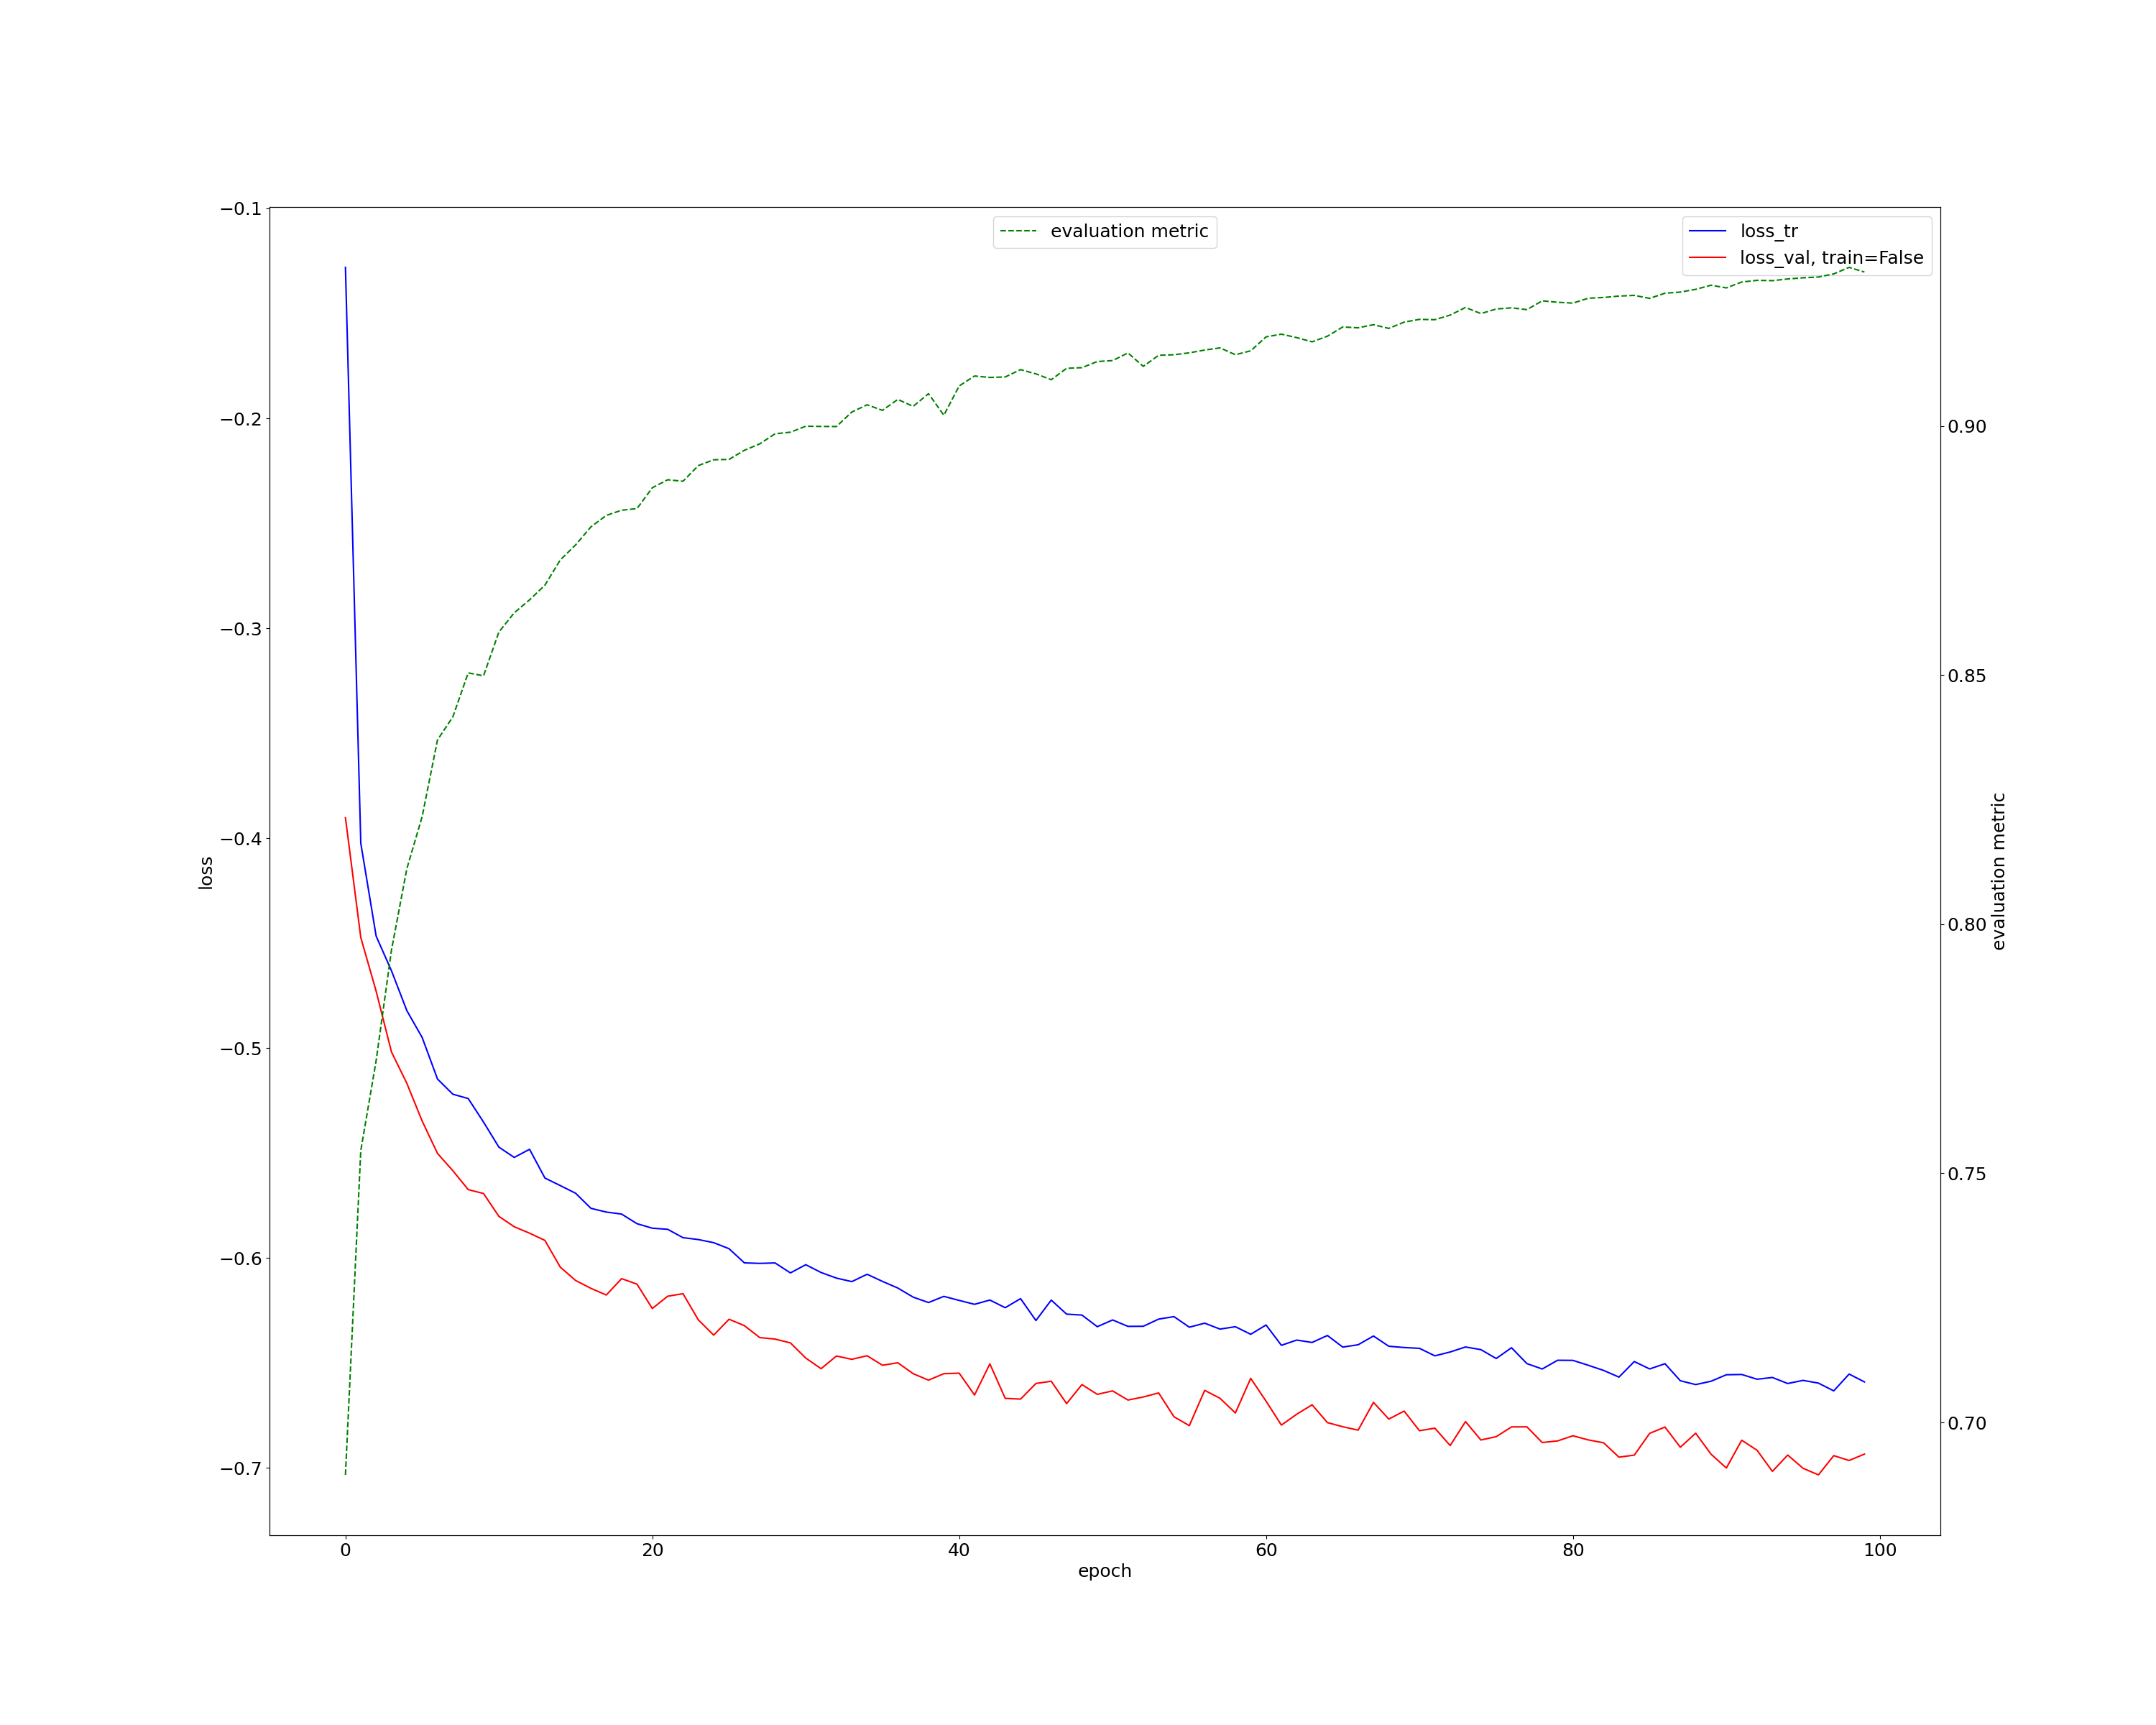 −0.1
−0.2
−0.3
−0.4
−0.5
−0.6
−0.7
loss
evaluation metric
loss_tr
loss_val, train=False
0.90
0.85
0.80
0.75
0.70
evaluation metric
0 20 40 60 80 100
epoch